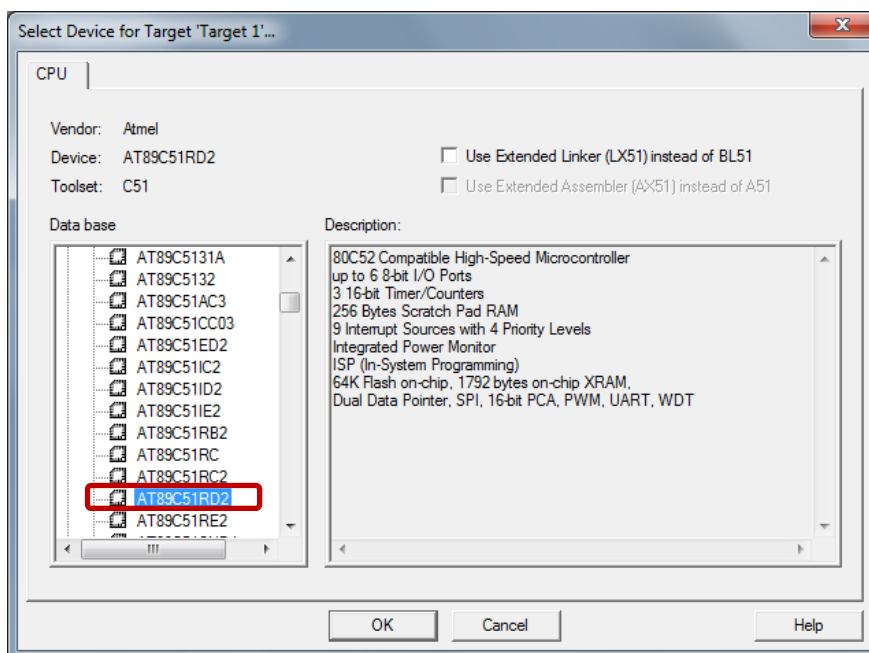 Select Device for Target 'Target 1'...
CPU
Vendor: Atmel
Device: AT89C51RD2
Toolset: C51
Use Extended Linker (LX51) instead of BL51
Use Extended Assembler (AX51) instead of A51
Data base
AT89C5131A
AT89C5132
AT89C51AC3
AT89C51CC03
AT89C51ED2
AT89C51IC2
AT89C51ID2
AT89C51IE2
AT89C51RB2
AT89C51RC
AT89C51RC2
AT89C51RD2
AT89C51RE2
Description:
80C52 Compatible High-Speed Microcontroller
up to 6 8-bit I/O Ports
3 16-bit Timer/Counters
256 Bytes Scratch Pad RAM
9 Interrupt Sources with 4 Priority Levels
Integrated Power Monitor
ISP (In-System Programming)
64K Flash on-chip, 1792 bytes on-chip XRAM,
Dual Data Pointer, SPI, 16-bit PCA, PWM, UART, WDT
OK
Cancel
Help